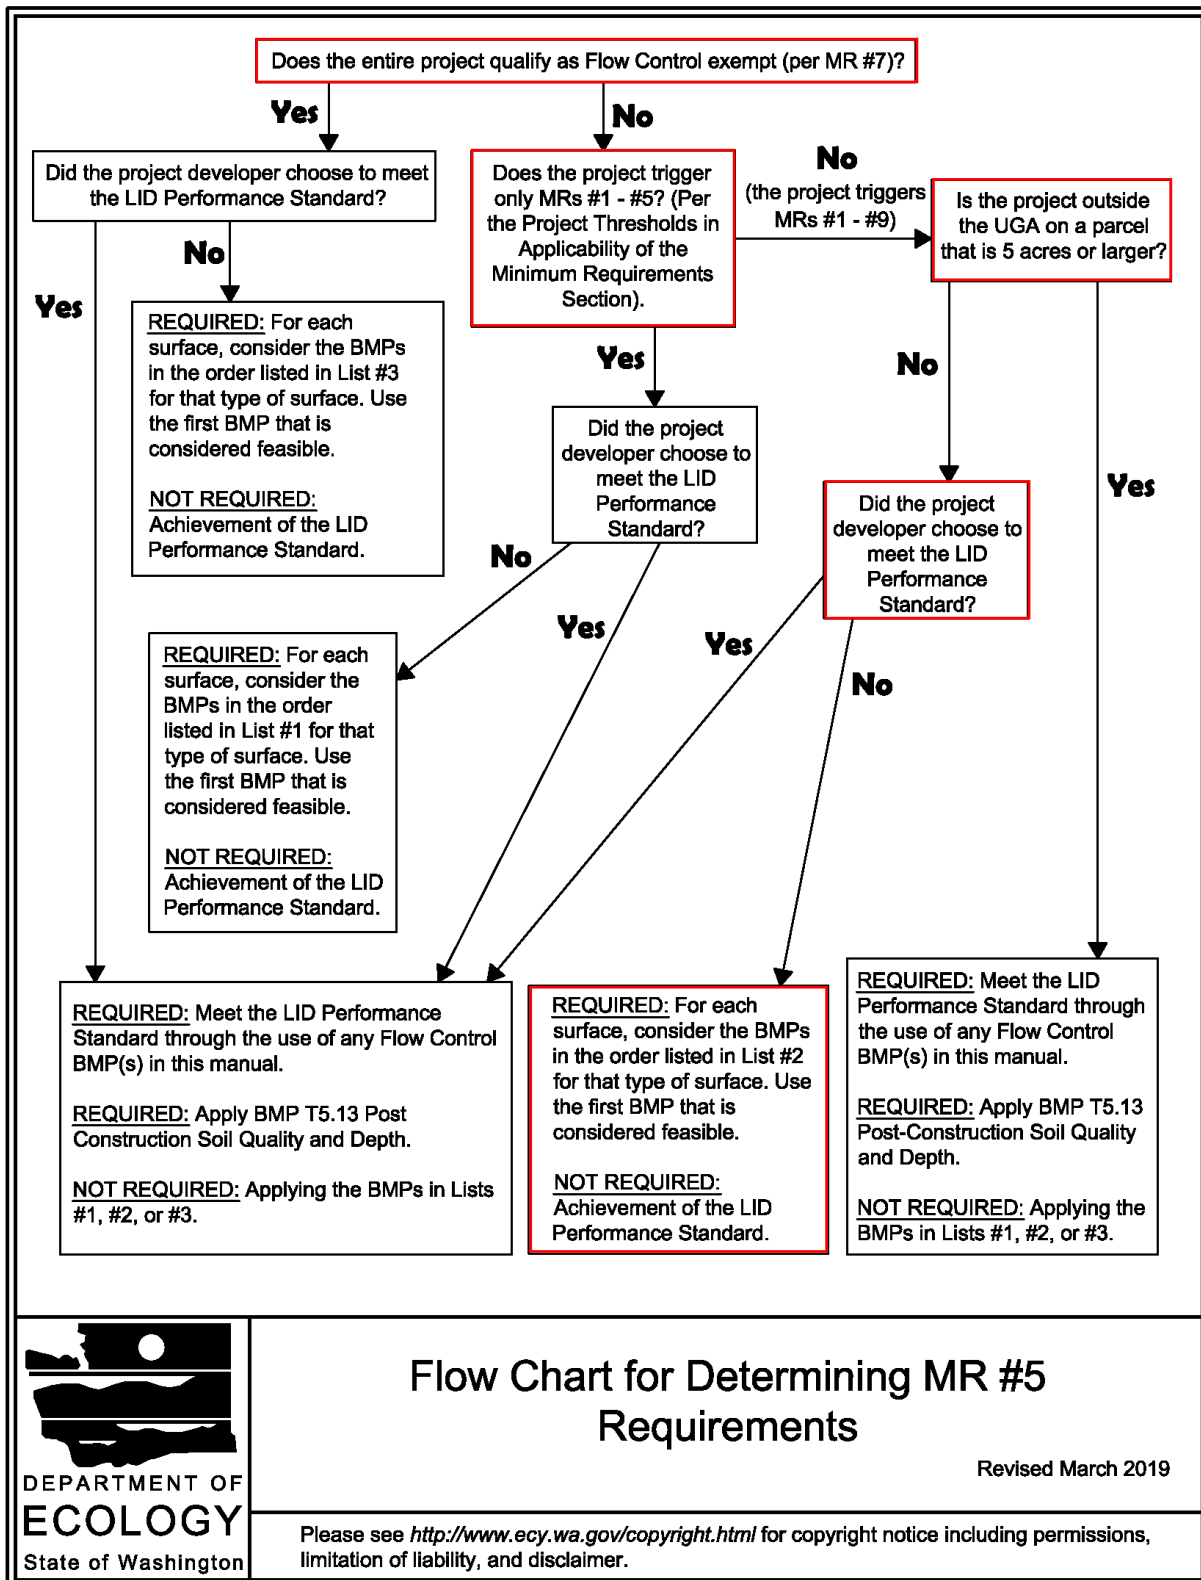 Does the entire project qualify as Flow Control exempt (per MR #7)?
Yes
No
Did the project developer choose to meet
the LID Performance Standard?
Does the project trigger
only MRs #1 - #5? (Per
the Project Thresholds in
Applicability of the
Minimum Requirements
Section).
No
(the project triggers
MRs #1 - #9)
Is the project outside
the UGA on a parcel
that is 5 acres or larger?
No
Yes
REQUIRED: For each
surface, consider the BMPs
in the order listed in List #3
for that type of surface. Use
the first BMP that is
considered feasible.
NOT REQUIRED:
Achievement of the LID
Performance Standard.
Yes
No
Yes
Did the project
developer choose to
meet the LID
Performance
Standard?
Did the project
developer choose to
meet the LID
Performance
Standard?
No
Yes
Yes
No
REQUIRED: For each
surface, consider the
BMPs in the order
listed in List #1 for that
type of surface. Use
the first BMP that is
considered feasible.
NOT REQUIRED:
Achievement of the LID
Performance Standard.
REQUIRED: Meet the LID Performance
Standard through the use of any Flow Control
BMP(s) in this manual.
REQUIRED: Apply BMP T5.13 Post
Construction Soil Quality and Depth.
NOT REQUIRED: Applying the BMPs in Lists
#1, #2, or #3.
REQUIRED: For each
surface, consider the BMPs
in the order listed in List #2
for that type of surface. Use
the first BMP that is
considered feasible.
NOT REQUIRED:
Achievement of the LID
Performance Standard.
REQUIRED: Meet the LID
Performance Standard through
the use of any Flow Control
BMP(s) in this manual.
REQUIRED: Apply BMP T5.13
Post-Construction Soil Quality
and Depth.
NOT REQUIRED: Applying the
BMPs in Lists #1, #2, or #3.
DEPARTMENT OF
ECOLOGY
State of Washington
Flow Chart for Determining MR #5
Requirements
Revised March 2019
Please see http://www.ecy.wa.gov/copyright.html for copyright notice including permissions,
limitation of liability, and disclaimer.